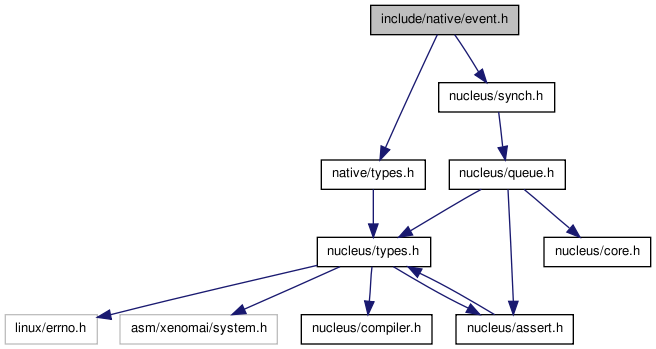 include/native/event.h
nucleus/synch.h
native/types.h
nucleus/queue.h
nucleus/types.h
nucleus/core.h
linux/errno.h
asm/xenomai/system.h
nucleus/compiler.h
nucleus/assert.h